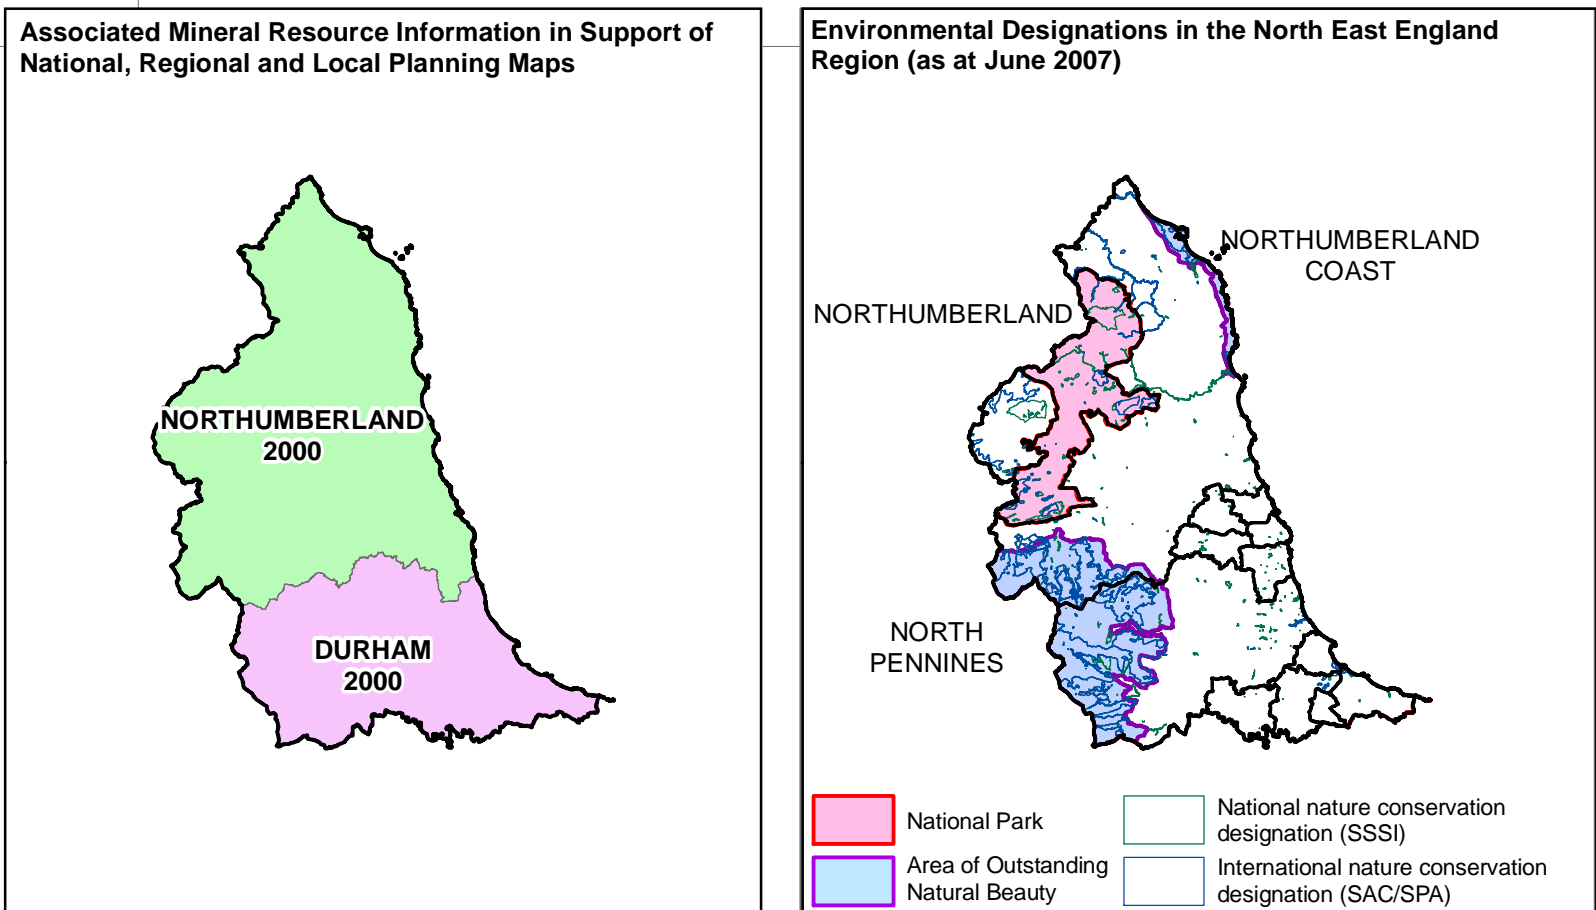 Associated Mineral Resource Information in Support of
National, Regional and Local Planning Maps
NORTHUMBERLAND
2000
DURHAM
2000
Environmental Designations in the North East England
Region (as at June 2007)
NORTHUMBERLAND
COAST
NORTHUMBERLAND
NORTH
PENNINES
National Park
Area of Outstanding
Natural Beauty
National nature conservation
designation (SSSI)
International nature conservation
designation (SAC/SPA)